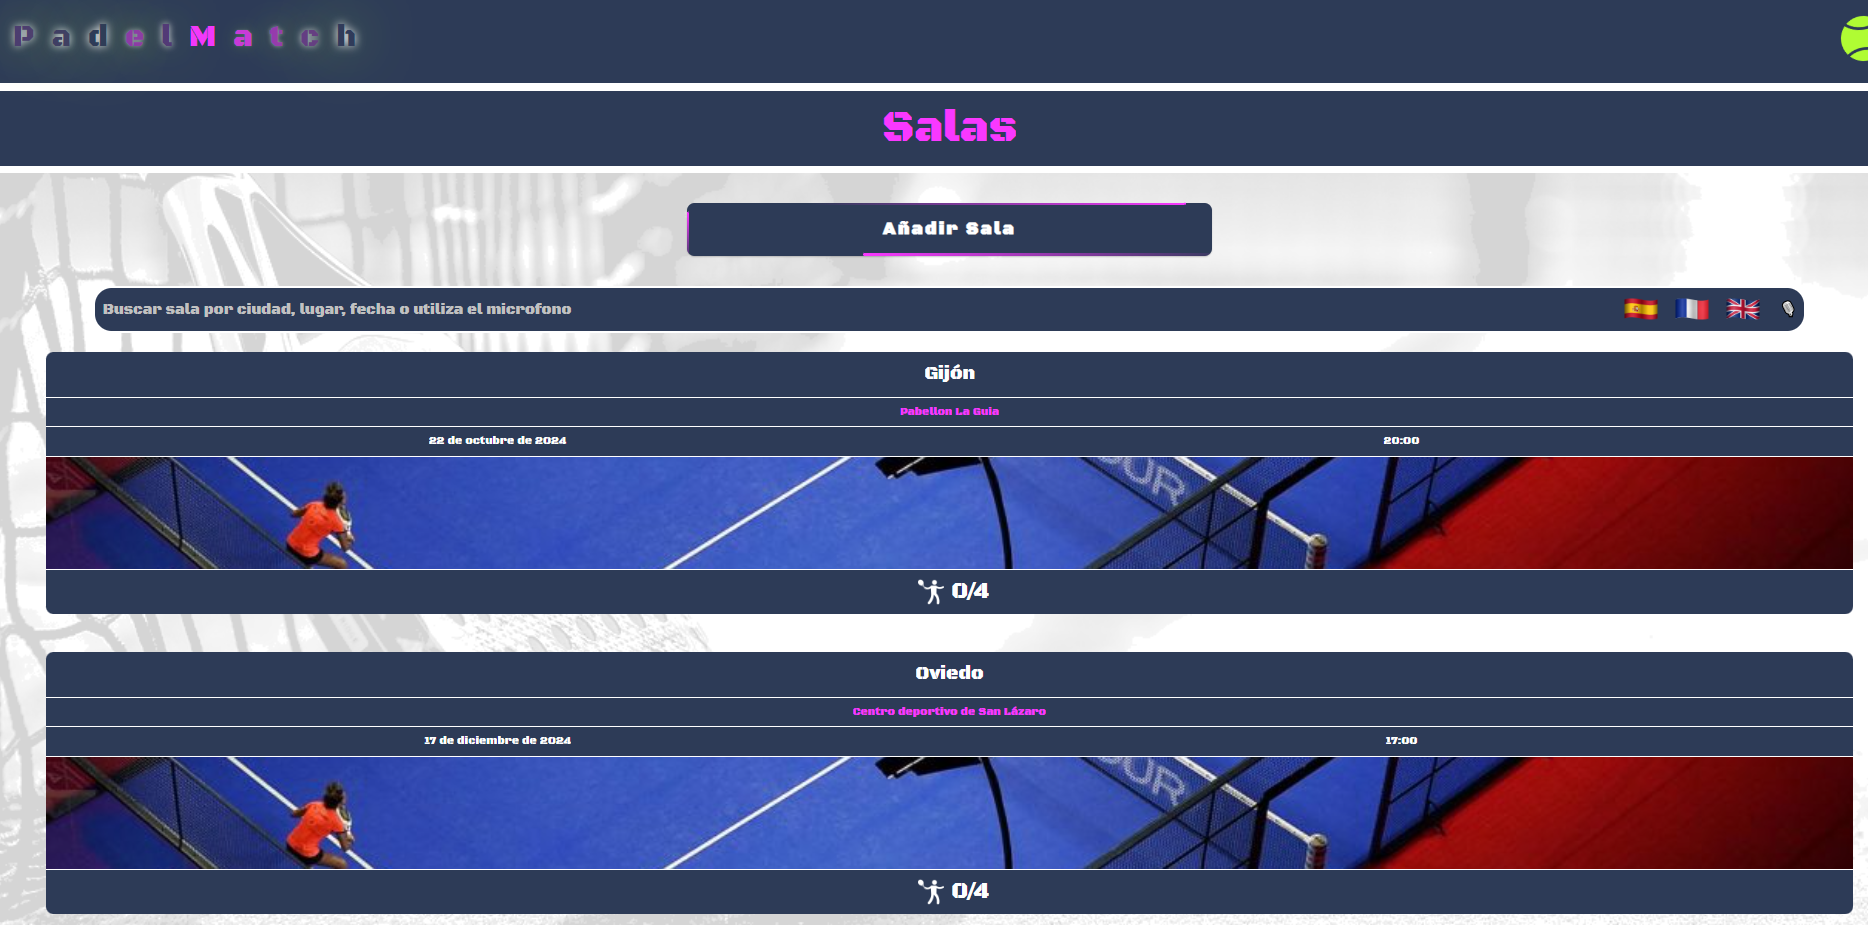 PadelMatch
Salas
Añadir Sala
Buscar sala por ciudad, lugar, fecha o utiliza el microfono
Gijón
Pabellon La Guia
22 de octubre de 2024 20:00
OUR
0/4
Oviedo
Centro deportivo de San Lázaro
17 de diciembre de 2024 17:00
OUR
0/4